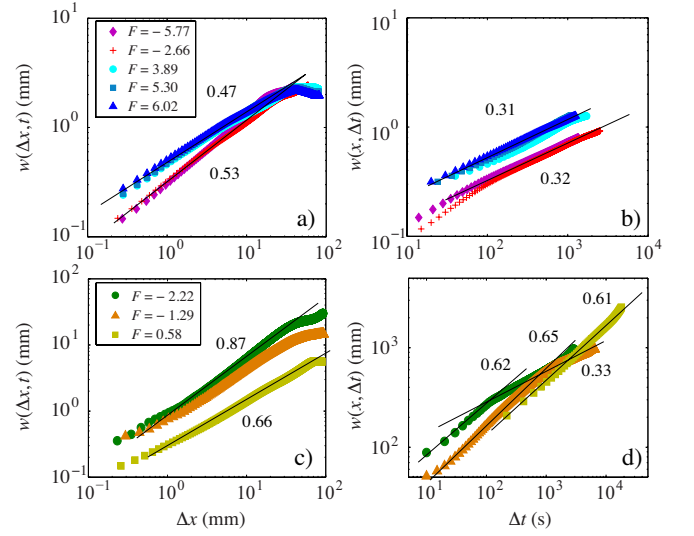 10^1
10^0
10^-1
w(Δx,t) (mm)
F = − 5.77
F = − 2.66
F = 3.89
F = 5.30
F = 6.02
0.47
0.53
a)
10^-1 10^0 10^1 10^2
10^1
10^0
10^-1
w(x,Δt) (mm)
0.31
0.32
b)
10^1 10^2 10^3 10^4
10^2
10^1
10^0
10^-1
w(Δx,t) (mm)
F = − 2.22
F = − 1.29
F = 0.58
0.87
0.66
c)
10^-1 10^0 10^1 10^2
Δx (mm)
10^3
10^2
w(x,Δt) (mm)
0.61
0.65
0.62
0.33
d)
10^1 10^2 10^3 10^4
Δt (s)